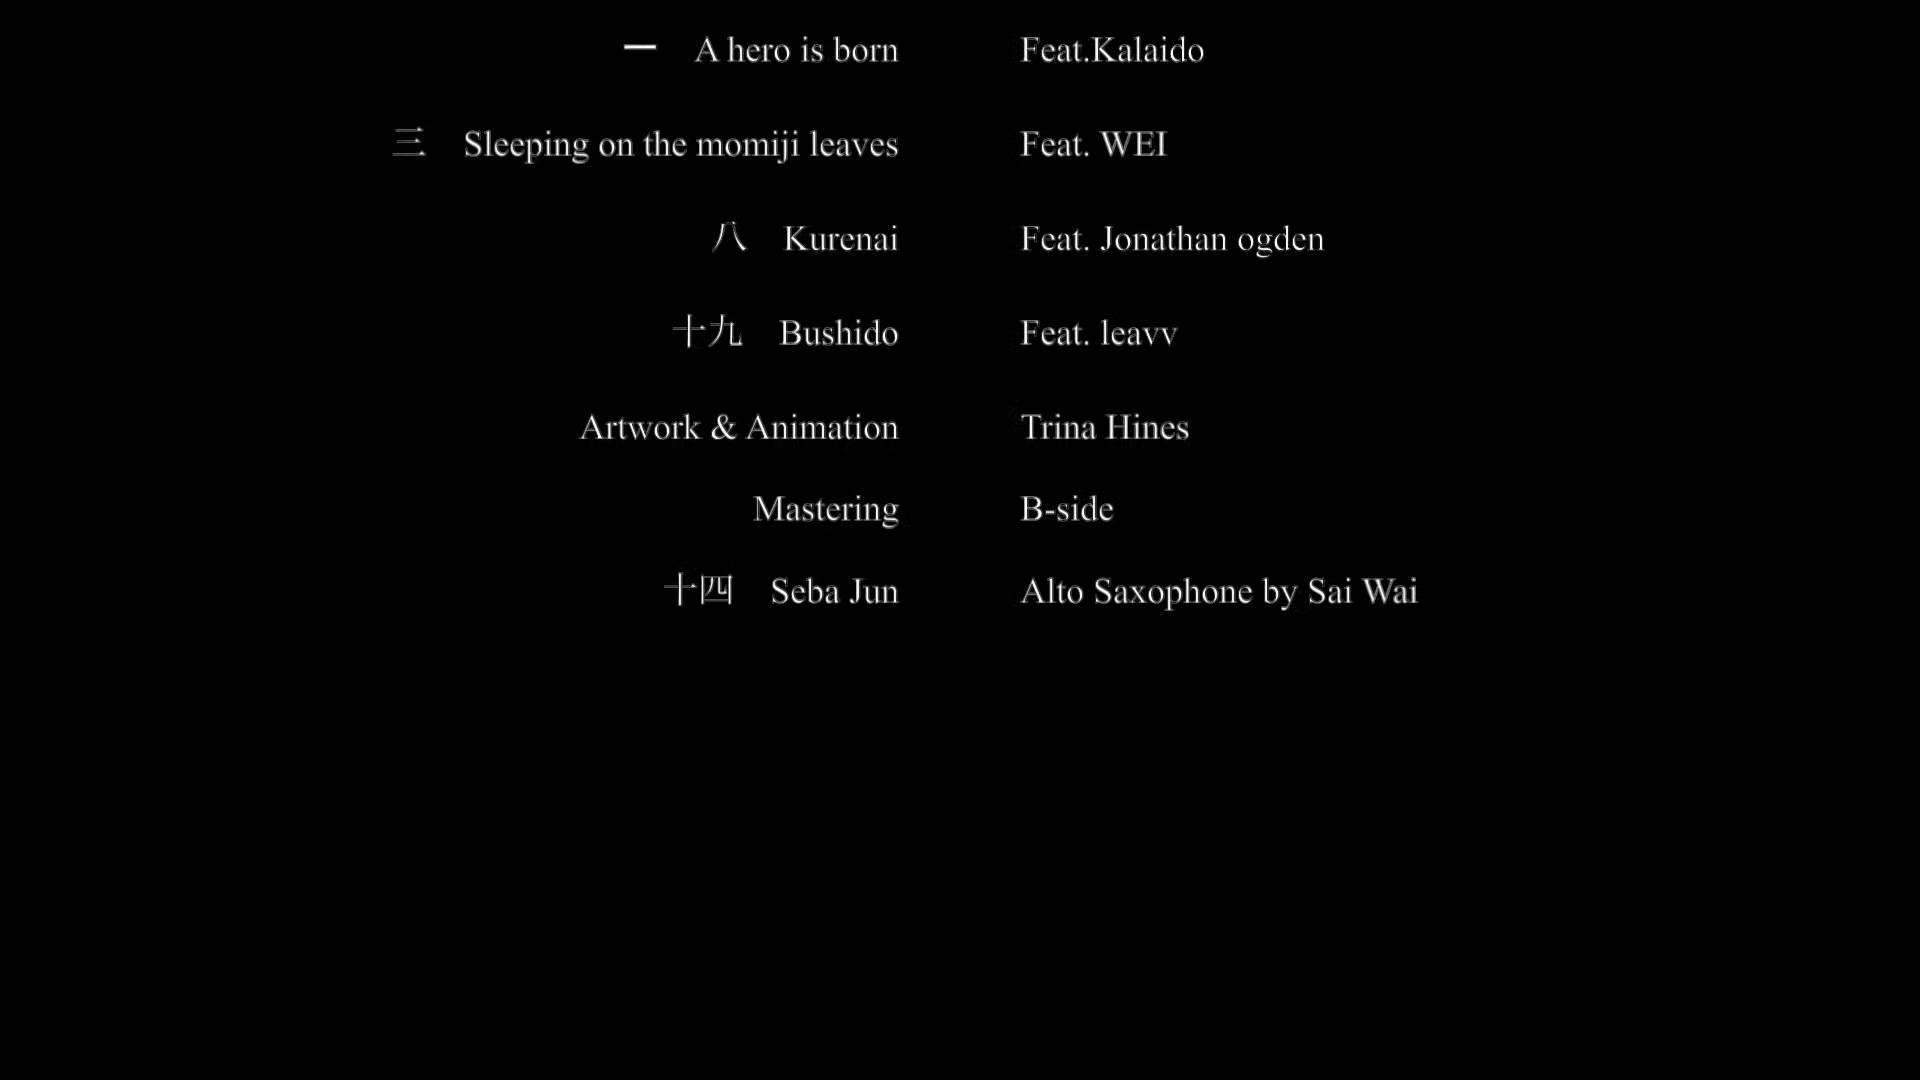 一 A hero is born Feat.Kalaido
三 Sleeping on the momiji leaves Feat. WEI
八 Kurenai Feat. Jonathan ogden
十九 Bushido Feat. leavv
Artwork & Animation Trina Hines
Mastering B-side
十四 Seba Jun Alto Saxophone by Sai Wai